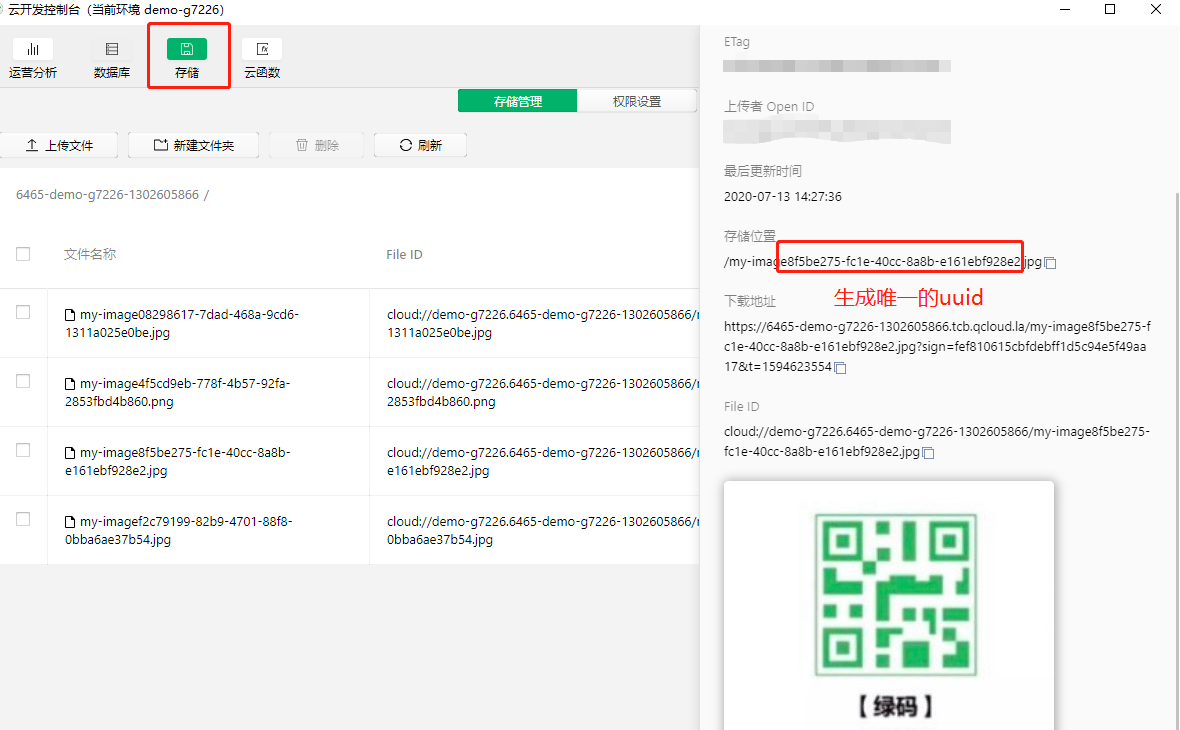 云开发控制台（当前环境 demo-g7226)
运营分析
数据库
存储
云函数
存储管理
权限设置
上传文件
新建文件夹
删除
刷新
6465-demo-g7226-1302605866 /
文件名称
File ID
my-image08298617-7dad-468a-9cd6-
1311a025e0be.jpg
cloud://demo-g7226.6465-demo-g7226-1302605866/
1311a025e0be.jpg
my-image4f5cd9eb-778f-4b57-92fa-
2853fbd4b860.png
cloud://demo-g7226.6465-demo-g7226-1302605866/
2853fbd4b860.png
my-image8f5be275-fc1e-40cc-8a8b-
e161ebf928e2.jpg
cloud://demo-g7226.6465-demo-g7226-1302605866/
e161ebf928e2.jpg
my-imagef2c79199-82b9-4701-88f8-
0bba6ae37b54.jpg
cloud://demo-g7226.6465-demo-g7226-1302605866/
0bba6ae37b54.jpg
ETag
上传者 Open ID
最后更新时间
2020-07-13 14:27:36
存储位置
/my-image8f5be275-fc1e-40cc-8a8b-e161ebf928e2.jpg
生成唯一的uuid
下载地址
https://6465-demo-g7226-1302605866.tcb.qcloud.la/my-image8f5be275-f
c1e-40cc-8a8b-e161ebf928e2.jpg?sign=fef810615cbfdebff1d5c94e5f49aa
17&t=1594623554
File ID
cloud://demo-g7226.6465-demo-g7226-1302605866/my-image8f5be275-
fc1e-40cc-8a8b-e161ebf928e2.jpg
【绿码】